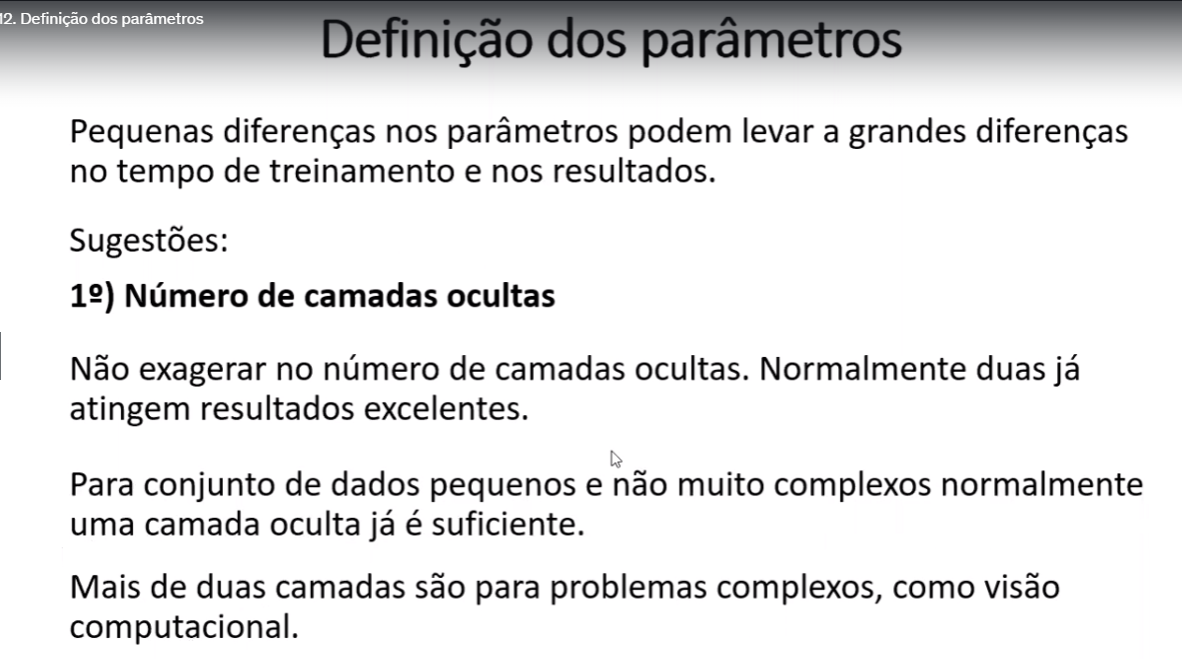 12. Definição dos parâmetros
Definição dos parâmetros
Pequenas diferenças nos parâmetros podem levar a grandes diferenças
no tempo de treinamento e nos resultados.
Sugestões:
1º) Número de camadas ocultas
Não exagerar no número de camadas ocultas. Normalmente duas já
atingem resultados excelentes.
Para conjunto de dados pequenos e não muito complexos normalmente
uma camada oculta já é suficiente.
Mais de duas camadas são para problemas complexos, como visão
computacional.